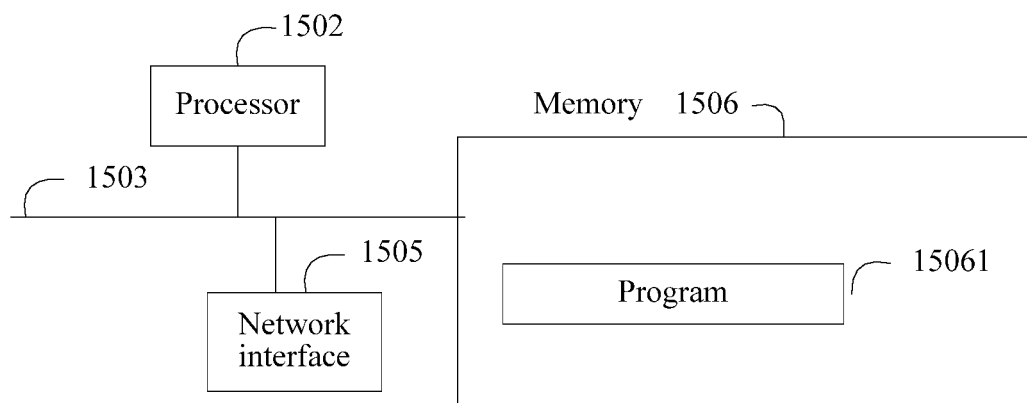 1502
Processor
Memory 1506
1503
1505
15061
Program
Network
interface